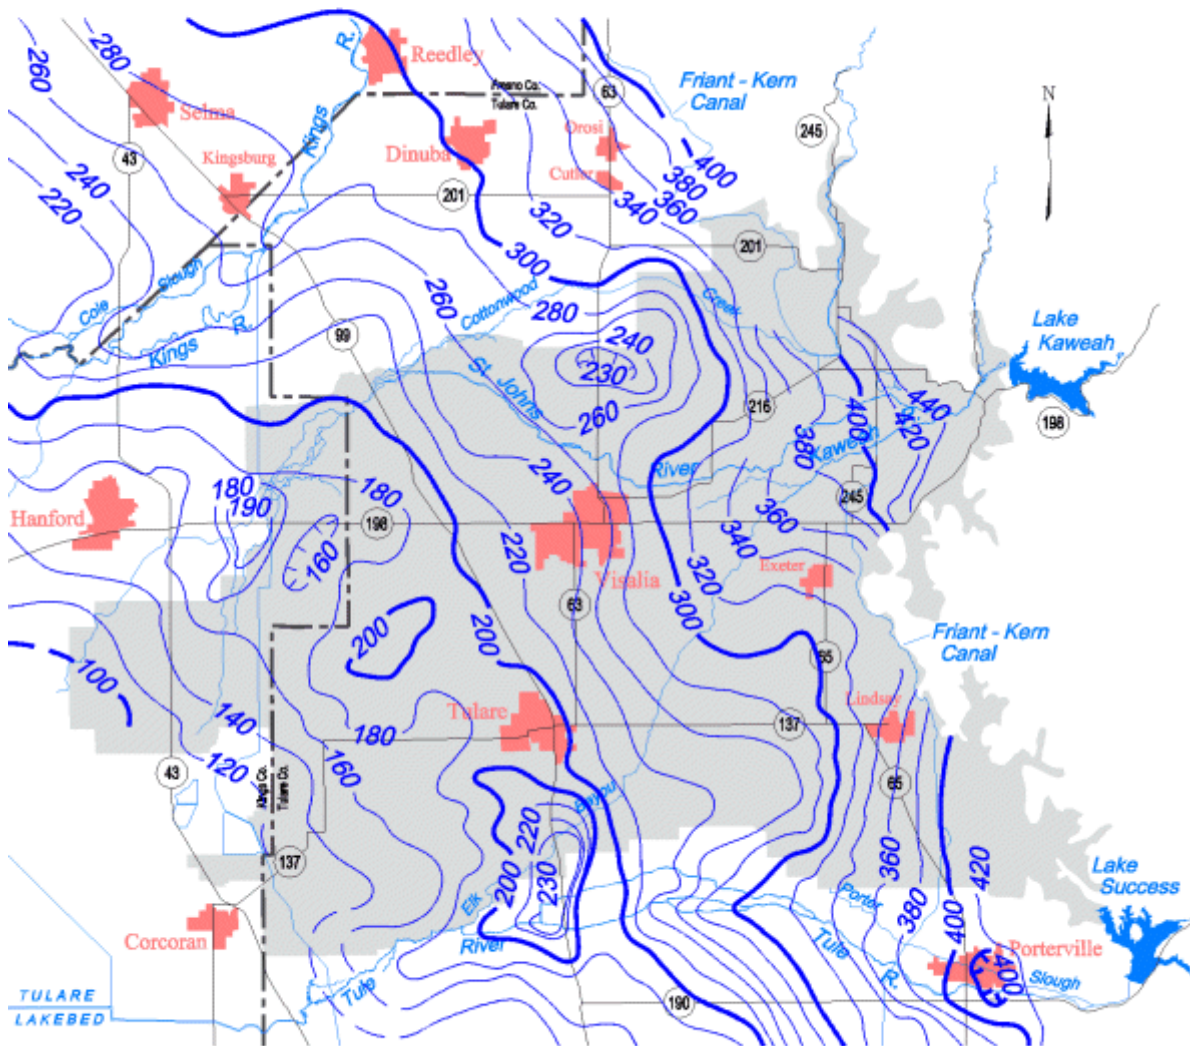 260
280
R.
Reedley
Fresno Co.
Tulare Co.
63
Friant - Kern
Canal
N
Selma
Kings
Orosi
245
43
Kingsburg
Dinuba
Cutler
400
380
240
220
201
360
340
320
300
201
Cole
Slough
Kings
R.
260
Cottonwood
280
Creek
99
240
230
Lake
Kaweah
St Johns
260
216
400
440
420
198
380
Kaweah
River
240
180
190
180
245
Hanford
198
160
220
360
340
Visalia
Exeter
320
63
300
200
200
Friant - Kern
Canal
65
100
Lindsay
140
Tulare
137
180
120
160
43
Kings Co.
Tulare Co.
65
Bayou
220
360
420
137
200
230
Elk
Lake
Success
Porter
380
400
Corcoran
River
Tule
R.
Porterville
400
Slough
Tule
190
TULARE
LAKEBED